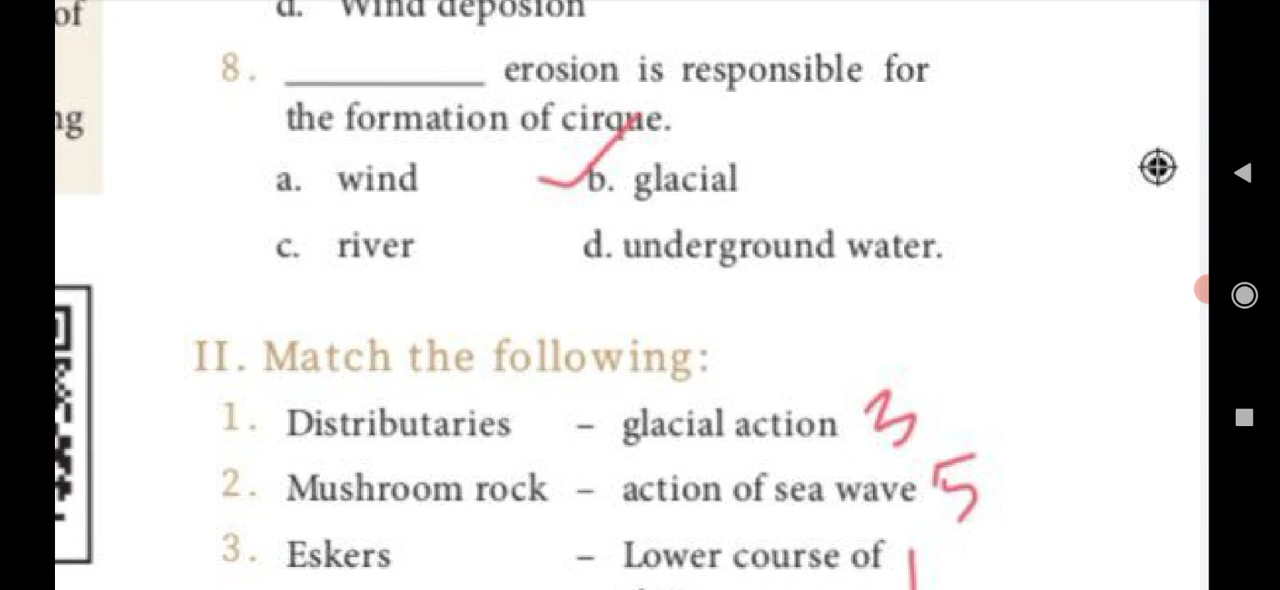 of
d. Wind deposion
8. __________ erosion is responsible for
ng
the formation of cirque.
a. wind b. glacial
c. river d. underground water.
II. Match the following:
1. Distributaries – glacial action 3
2. Mushroom rock – action of sea wave 5
3. Eskers – Lower course of 1